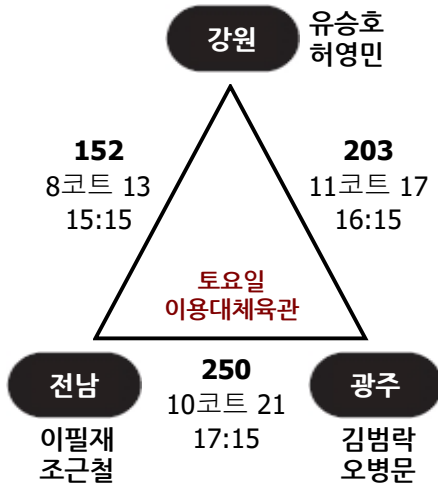 강원
유승호
허영민
152
8코트 13
15:15
203
11코트 17
16:15
토요일
이용대체육관
전남
이필재
조근철
250
10코트 21
17:15
광주
김범락
오병문